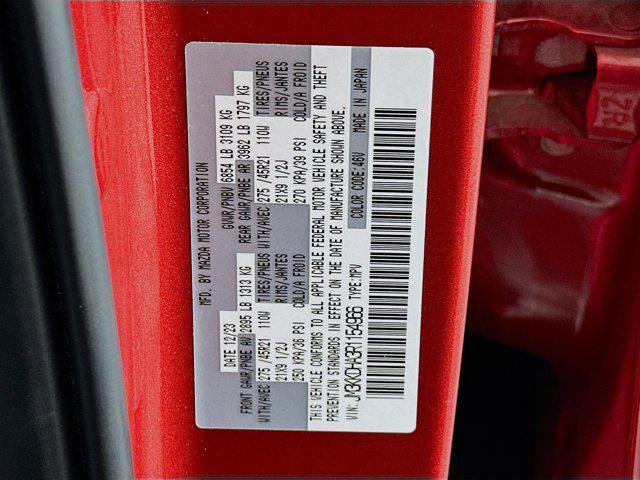 MFD. BY MAZDA MOTOR CORPORATION
DATE 12/23 GVWR/PNBV 6854 LB 3109 KG
FRONT GAWR/PNBE AV 2895 LB 1313 KG REAR GAWR/PNBE AR 3962 LB 1797 KG
WITH/AVEC TIRES/PNEUS WITH/AVEC TIRES/PNEUS
275 /45R21 110W 275 /45R21 110W
RIMS/JANTES RIMS/JANTES
21X9 1/2J 21X9 1/2J
COLD/A FROID COLD/A FROID
250 KPA/36 PSI 270 KPA/39 PSI
THIS VEHICLE CONFORMS TO ALL APPLICABLE FEDERAL MOTOR VEHICLE SAFETY AND THEFT
PREVENTION STANDARDS IN EFFECT ON THE DATE OF MANUFACTURE SHOWN ABOVE.
VIN: JM3KKDHA3R1154966 TYPE:MPV COLOR CODE:46V MADE IN JAPAN